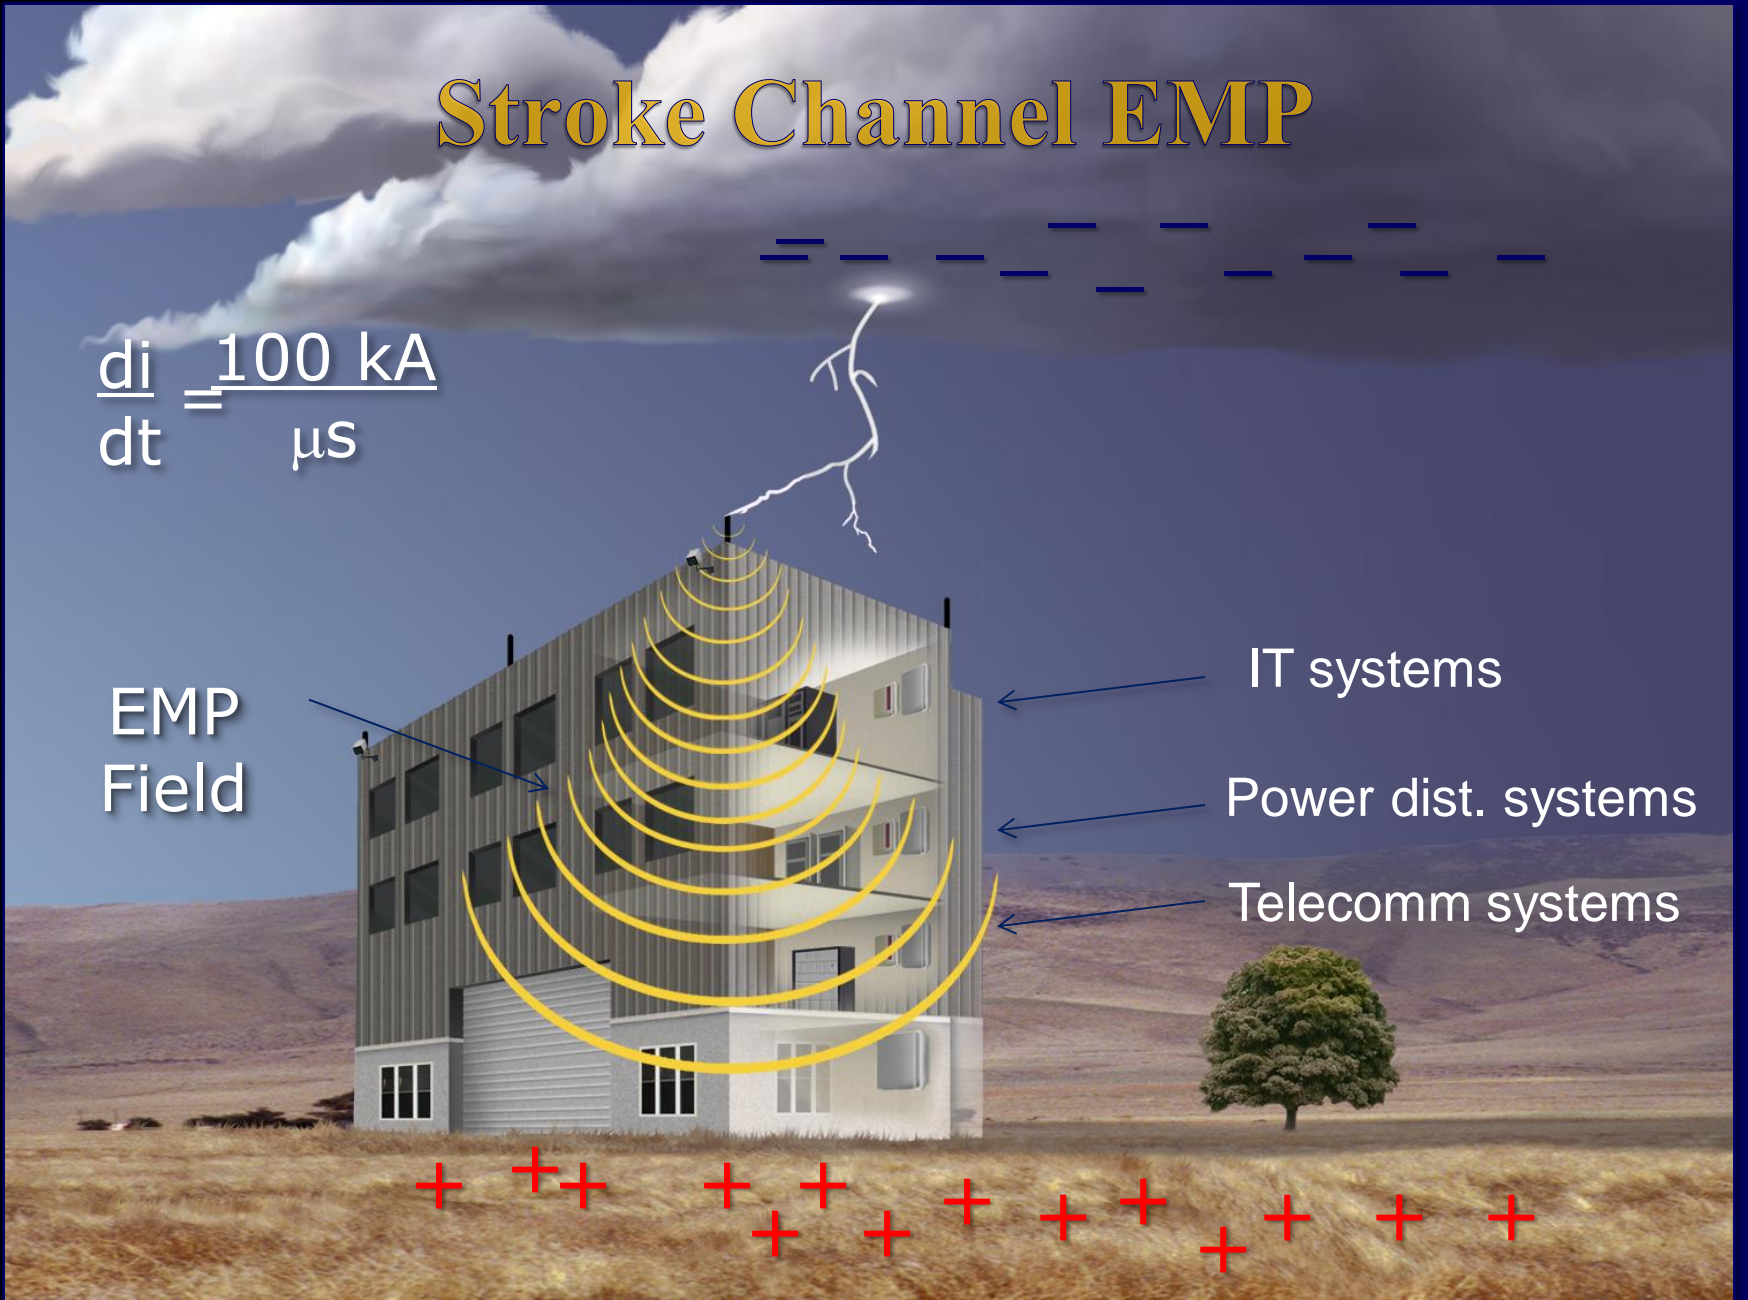 Stroke Channel EMP
di
dt
=
100 kA
μs
EMP
Field
IT systems
Power dist. systems
Telecomm systems